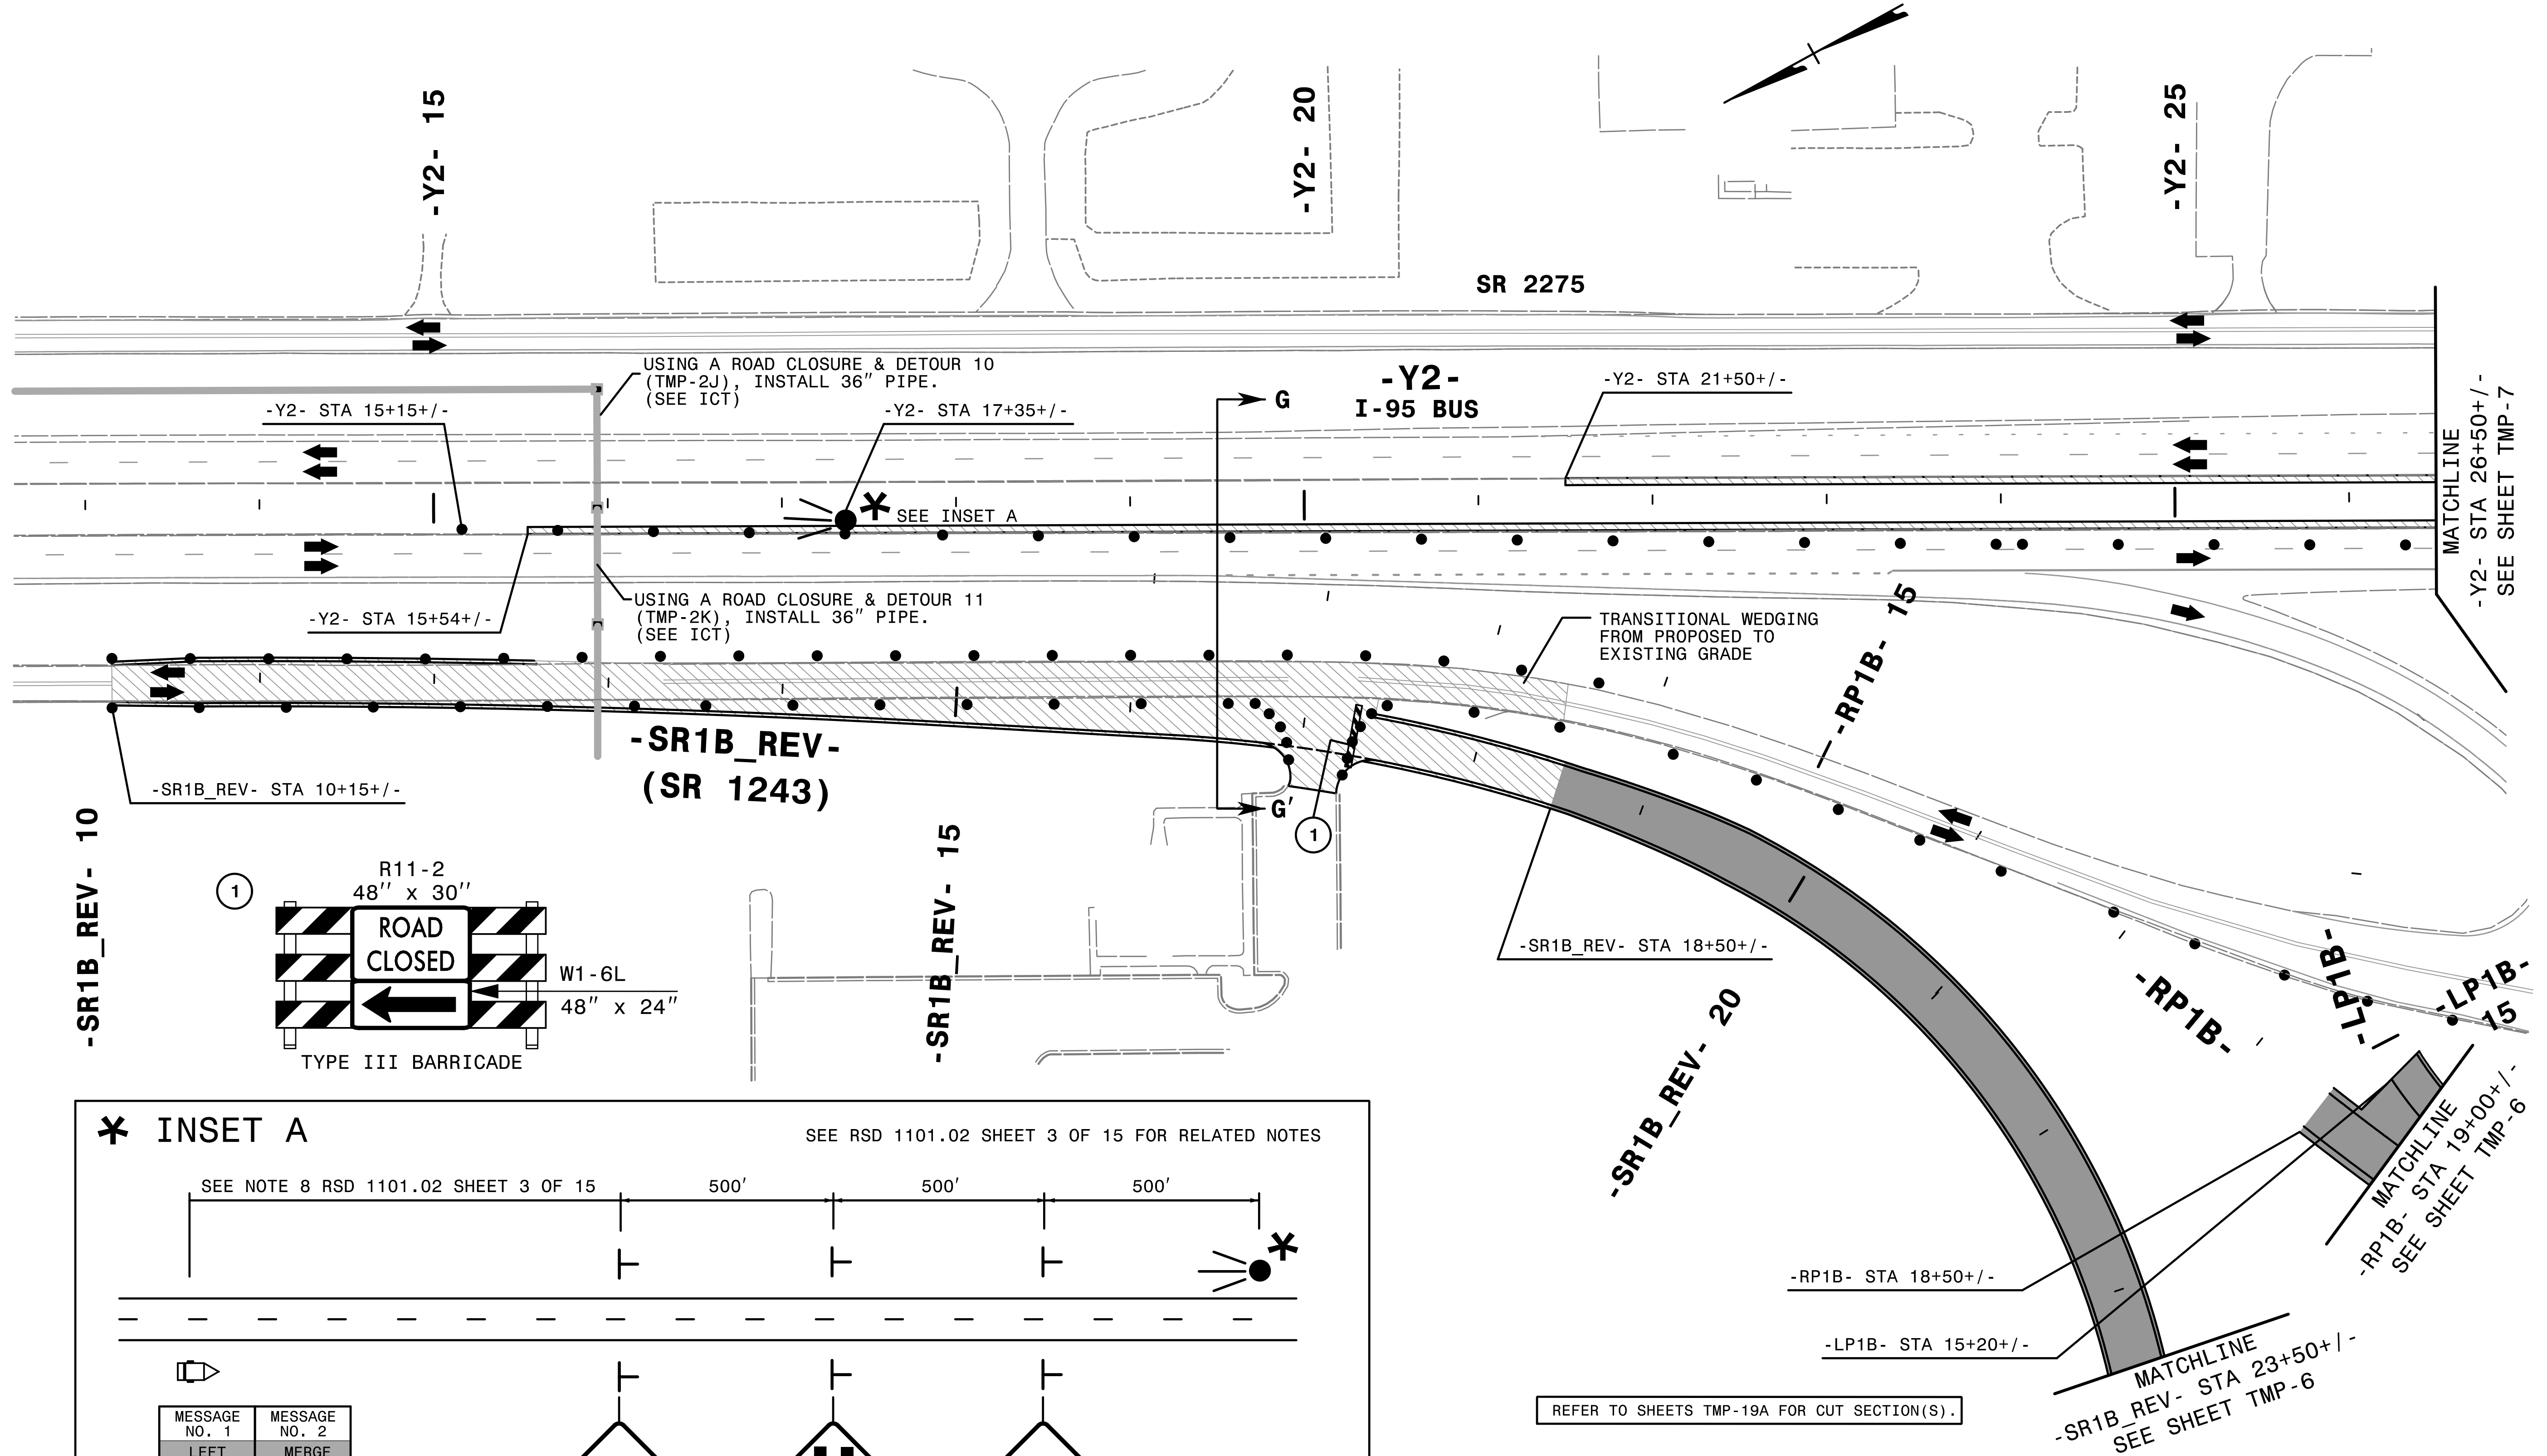 -Y2- 15
-Y2- 20
-Y2- 25
SR 2275
USING A ROAD CLOSURE & DETOUR 10
(TMP-2J), INSTALL 36" PIPE.
(SEE ICT)
-Y2- STA 15+15+/-
-Y2- STA 17+35+/-
G
-Y2-
I-95 BUS
-Y2- STA 21+50+/-
MATCHLINE
-Y2- STA 26+50+/-
SEE SHEET TMP-7
* SEE INSET A
-Y2- STA 15+54+/-
USING A ROAD CLOSURE & DETOUR 11
(TMP-2K), INSTALL 36" PIPE.
(SEE ICT)
TRANSITIONAL WEDGING
FROM PROPOSED TO
EXISTING GRADE
-RP1B- 15
-SR1B_REV-
(SR 1243)
-SR1B_REV- STA 10+15+/-
G'
1
-SR1B_REV- 10
-SR1B_REV- 15
-SR1B_REV- STA 18+50+/-
-SR1B_REV- 20
-RP1B-
-LP1B-
-LP1B-
15
1
R11-2
48" x 30"
ROAD
CLOSED
W1-6L
48" x 24"
TYPE III BARRICADE
MATCHLINE
-RP1B- STA 19+00+/-
SEE SHEET TMP-6
-RP1B- STA 18+50+/-
-LP1B- STA 15+20+/-
MATCHLINE
-SR1B_REV- STA 23+50+/-
SEE SHEET TMP-6
REFER TO SHEETS TMP-19A FOR CUT SECTION(S).
* INSET A
SEE RSD 1101.02 SHEET 3 OF 15 FOR RELATED NOTES
SEE NOTE 8 RSD 1101.02 SHEET 3 OF 15
500'
500'
500'
*
MESSAGE
NO. 1
MESSAGE
NO. 2
LEFT
MERGE